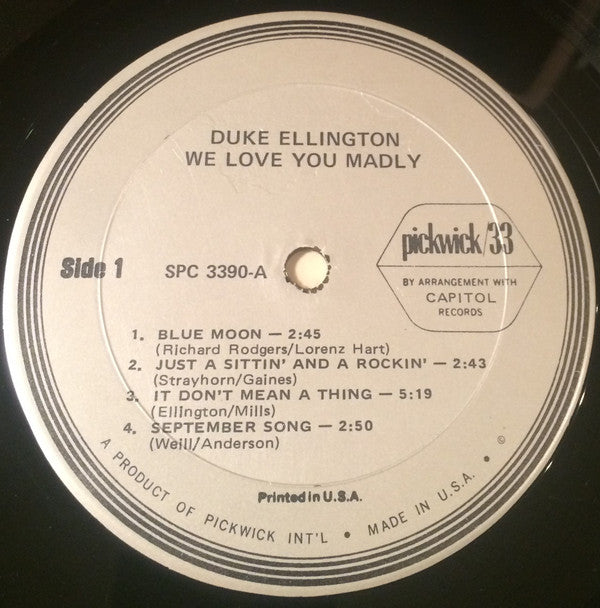 DUKE ELLINGTON
WE LOVE YOU MADLY
Side 1
SPC 3390-A
pickwick/33
BY ARRANGEMENT WITH
CAPITOL
RECORDS
1. BLUE MOON — 2:45
(Richard Rodgers/Lorenz Hart)
2. JUST A SITTIN' AND A ROCKIN' — 2:43
(Strayhorn/Gaines)
3. IT DON'T MEAN A THING — 5:19
(Ellington/Mills)
4. SEPTEMBER SONG — 2:50
(Weill/Anderson)
Printed in U.S.A.
A PRODUCT OF PICKWICK INT'L • MADE IN U.S.A. • ©